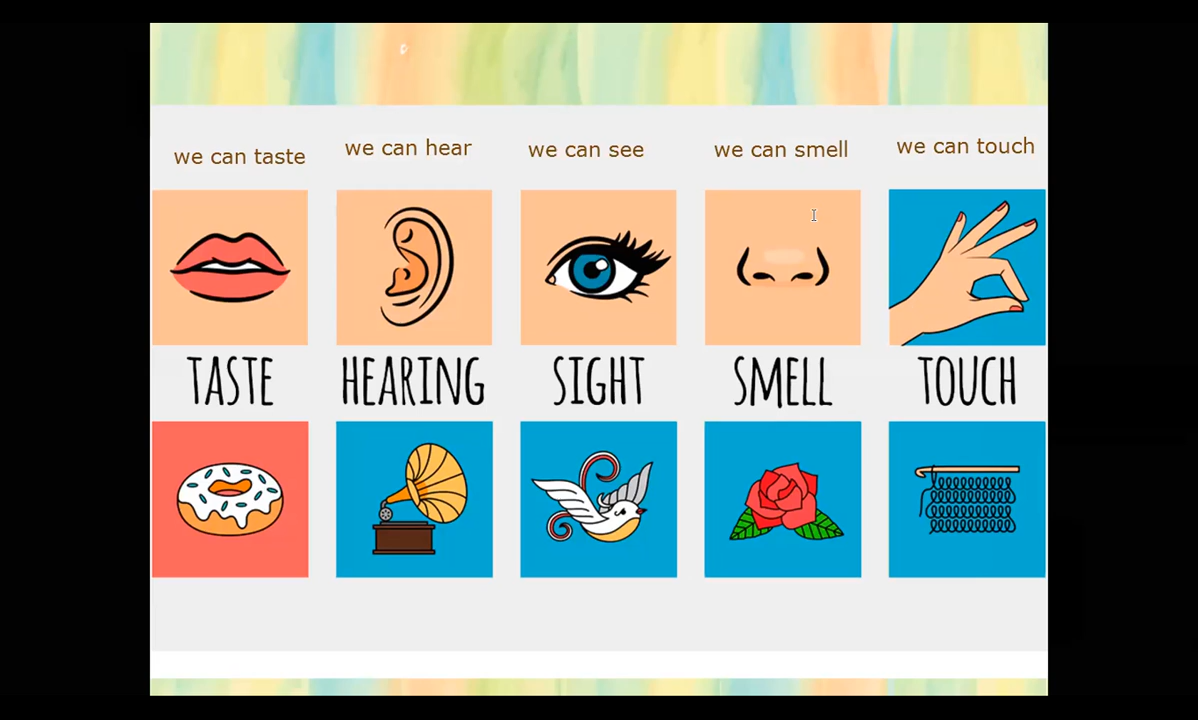 we can taste
we can hear
we can see
we can smell
we can touch
TASTE
HEARING
SIGHT
SMELL
TOUCH